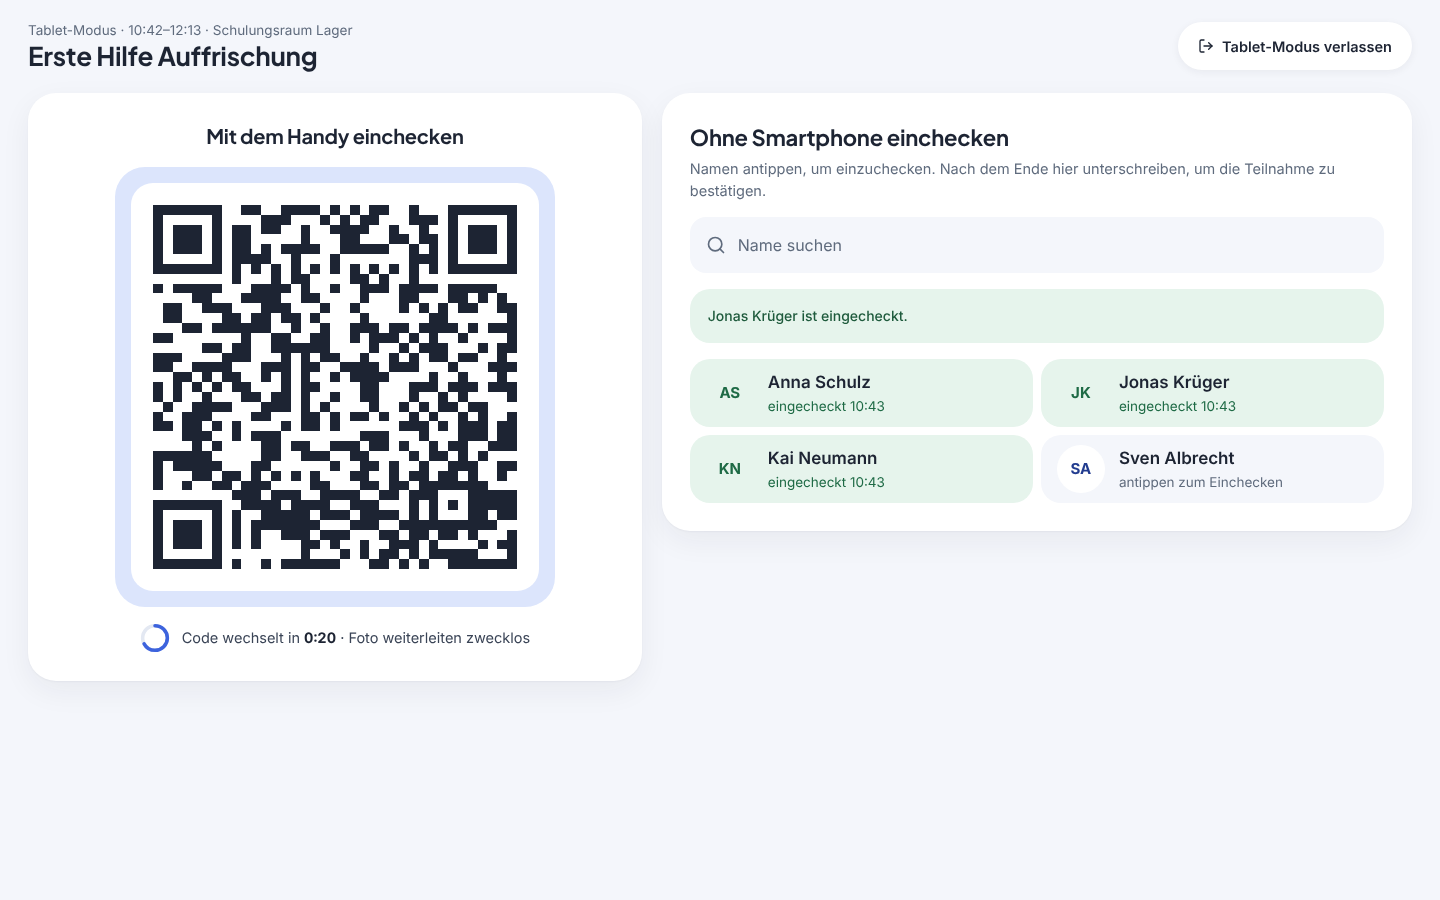 Tablet-Modus · 10:42–12:13 · Schulungsraum Lager
Erste Hilfe Auffrischung
Tablet-Modus verlassen
Mit dem Handy einchecken
Code wechselt in 0:20 · Foto weiterleiten zwecklos
Ohne Smartphone einchecken
Namen antippen, um einzuchecken. Nach dem Ende hier unterschreiben, um die Teilnahme zu
bestätigen.
Name suchen
Jonas Krüger ist eingecheckt.
AS
Anna Schulz
eingecheckt 10:43
JK
Jonas Krüger
eingecheckt 10:43
KN
Kai Neumann
eingecheckt 10:43
SA
Sven Albrecht
antippen zum Einchecken